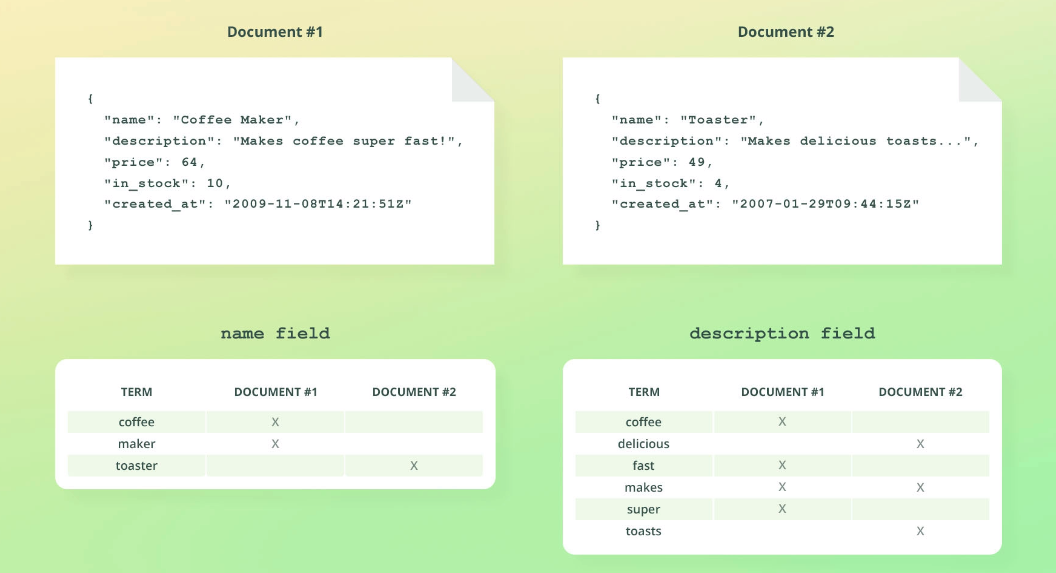 Document #1
{
"name": "Coffee Maker",
"description": "Makes coffee super fast!",
"price": 64,
"in_stock": 10,
"created_at": "2009-11-08T14:21:51Z"
}
Document #2
{
"name": "Toaster",
"description": "Makes delicious toasts...",
"price": 49,
"in_stock": 4,
"created_at": "2007-01-29T09:44:15Z"
}
name field
TERM DOCUMENT #1 DOCUMENT #2
coffee X
maker X
toaster X
description field
TERM DOCUMENT #1 DOCUMENT #2
coffee X
delicious X
fast X
makes X X
super X
toasts X